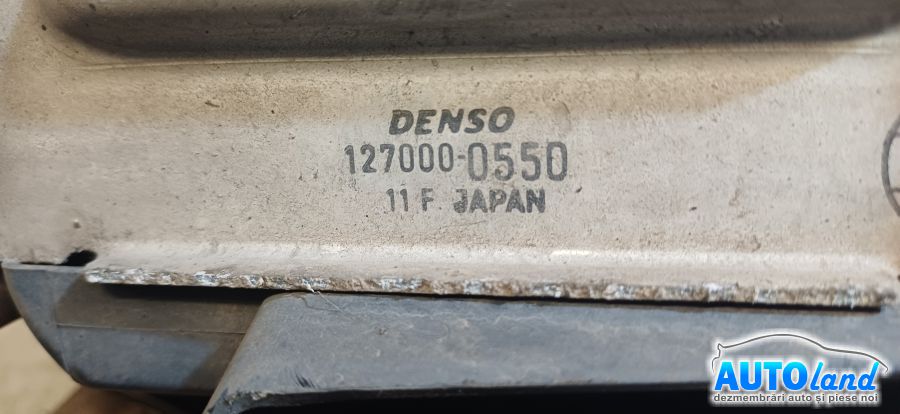 DENSO
127000-0550
11 F JAPAN
AUTOland
dezmembrări auto și piese noi